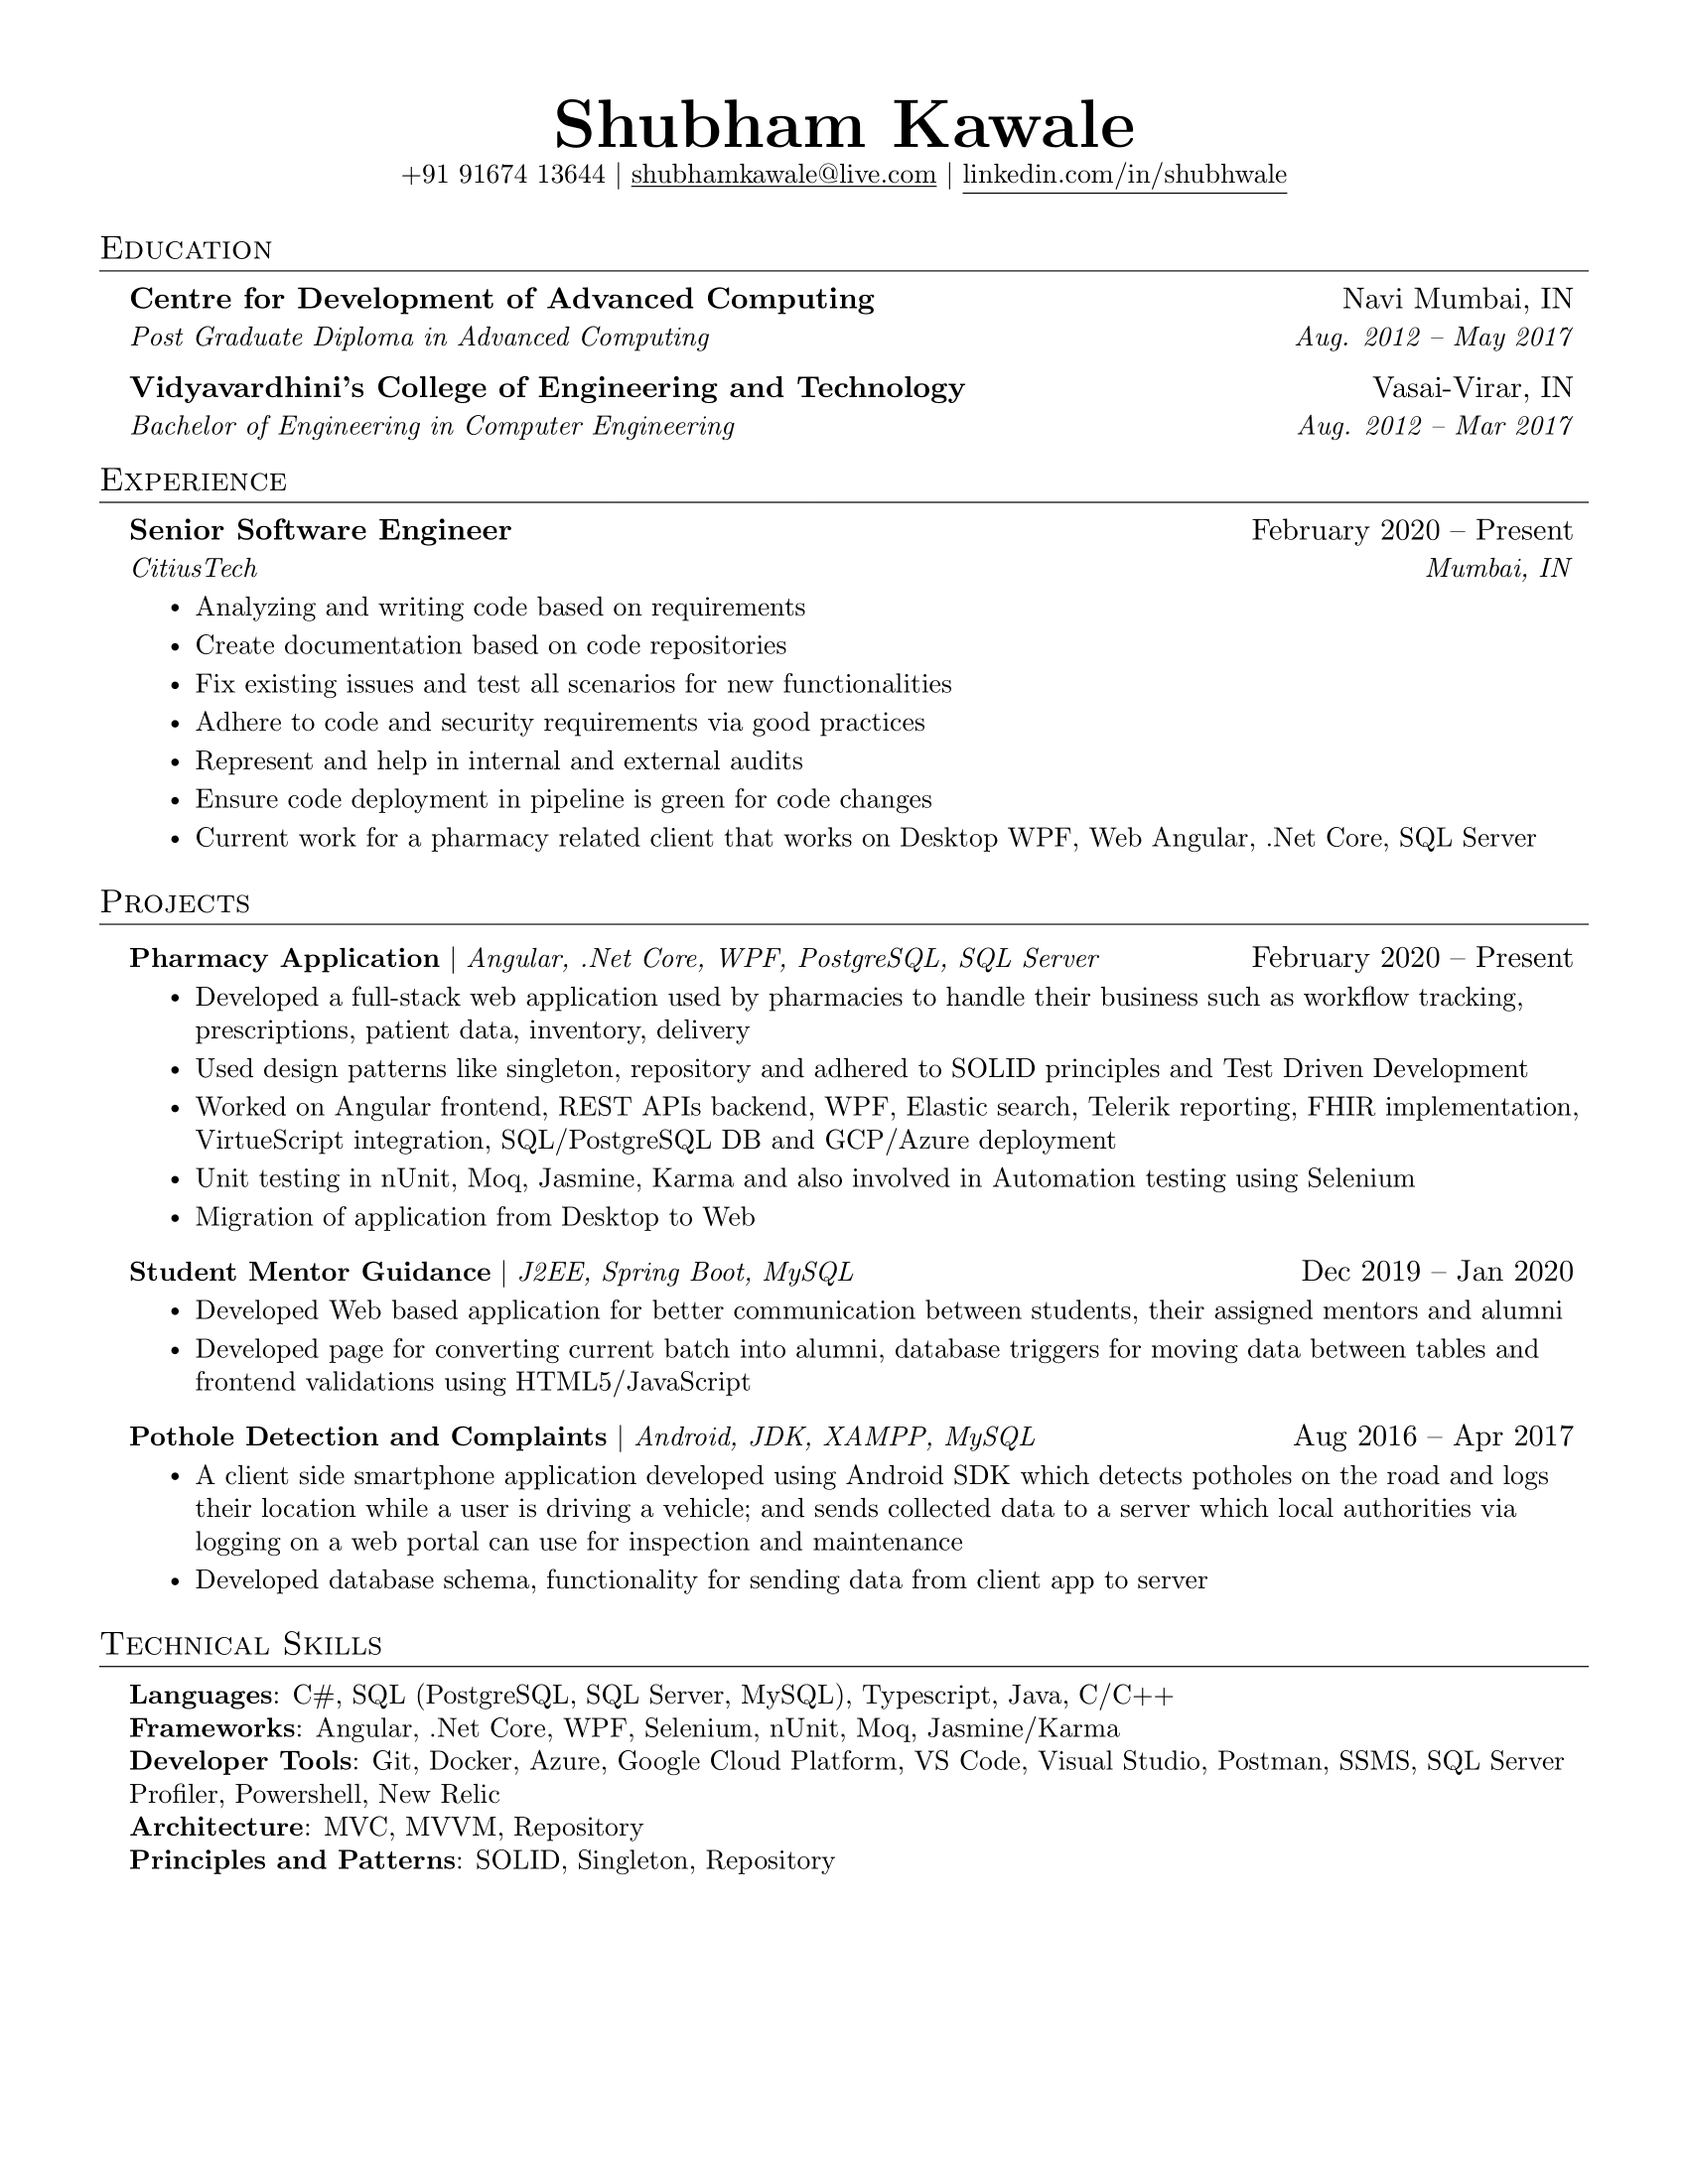 Shubham Kawale
+91 91674 13644 | shubhamkawale@live.com | linkedin.com/in/shubhwale
Education
Centre for Development of Advanced Computing Navi Mumbai, IN
Post Graduate Diploma in Advanced Computing Aug. 2012 – May 2017
Vidyavardhini's College of Engineering and Technology Vasai-Virar, IN
Bachelor of Engineering in Computer Engineering Aug. 2012 – Mar 2017
Experience
Senior Software Engineer February 2020 – Present
CitiusTech Mumbai, IN
• Analyzing and writing code based on requirements
• Create documentation based on code repositories
• Fix existing issues and test all scenarios for new functionalities
• Adhere to code and security requirements via good practices
• Represent and help in internal and external audits
• Ensure code deployment in pipeline is green for code changes
• Current work for a pharmacy related client that works on Desktop WPF, Web Angular, .Net Core, SQL Server
Projects
Pharmacy Application | Angular, .Net Core, WPF, PostgreSQL, SQL Server February 2020 – Present
• Developed a full-stack web application used by pharmacies to handle their business such as workflow tracking,
prescriptions, patient data, inventory, delivery
• Used design patterns like singleton, repository and adhered to SOLID principles and Test Driven Development
• Worked on Angular frontend, REST APIs backend, WPF, Elastic search, Telerik reporting, FHIR implementation,
VirtueScript integration, SQL/PostgreSQL DB and GCP/Azure deployment
• Unit testing in nUnit, Moq, Jasmine, Karma and also involved in Automation testing using Selenium
• Migration of application from Desktop to Web
Student Mentor Guidance | J2EE, Spring Boot, MySQL Dec 2019 – Jan 2020
• Developed Web based application for better communication between students, their assigned mentors and alumni
• Developed page for converting current batch into alumni, database triggers for moving data between tables and
frontend validations using HTML5/JavaScript
Pothole Detection and Complaints | Android, JDK, XAMPP, MySQL Aug 2016 – Apr 2017
• A client side smartphone application developed using Android SDK which detects potholes on the road and logs
their location while a user is driving a vehicle; and sends collected data to a server which local authorities via
logging on a web portal can use for inspection and maintenance
• Developed database schema, functionality for sending data from client app to server
Technical Skills
Languages: C#, SQL (PostgreSQL, SQL Server, MySQL), Typescript, Java, C/C++
Frameworks: Angular, .Net Core, WPF, Selenium, nUnit, Moq, Jasmine/Karma
Developer Tools: Git, Docker, Azure, Google Cloud Platform, VS Code, Visual Studio, Postman, SSMS, SQL Server
Profiler, Powershell, New Relic
Architecture: MVC, MVVM, Repository
Principles and Patterns: SOLID, Singleton, Repository